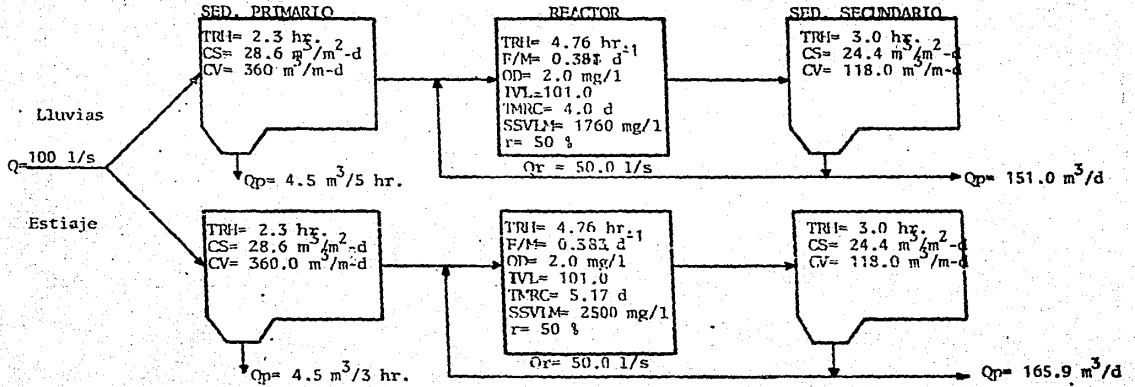 SED. PRIMARIO
REACTOR
SED. SECUNDARIO
TRH= 2.3 hr.
CS= 28.6 m³/m²-d
CV= 360 m³/m-d
TRH= 4.76 hr.
F/M= 0.381 d⁻¹
OD= 2.0 mg/l
IVL=101.0
TMRC= 4.0 d
SSVLM= 1760 mg/l
r= 50 %
TRH= 3.0 hr.
CS= 24.4 m³/m²-d
CV= 118.0 m³/m-d
Lluvias
Q=100 l/s
Qp= 4.5 m³/5 hr.
Qr = 50.0 l/s
Qp= 151.0 m³/d
Estiaje
TRH= 2.3 hr.
CS= 28.6 m³/m²-d
CV= 360.0 m³/m-d
TRH= 4.76 hr.
F/M= 0.383 d⁻¹
OD= 2.0 mg/l
IVL= 101.0
TMRC= 5.17 d
SSVLM= 2500 mg/l
r= 50 %
TRH= 3.0 hr.
CS= 24.4 m³/m²-d
CV= 118.0 m³/m-d
Qp= 4.5 m³/3 hr.
Qr= 50.0 l/s
Qp= 165.9 m³/d